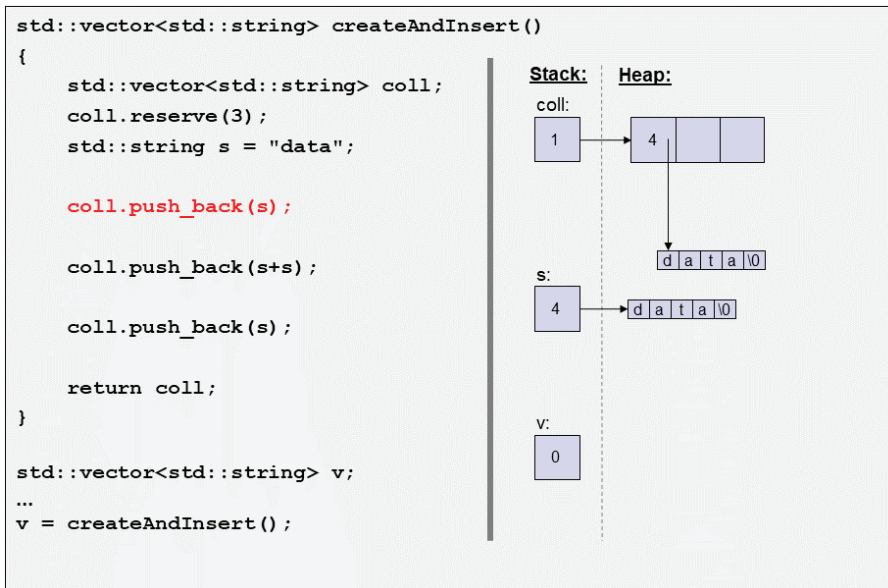 std::vector<std::string> createAndInsert()
{
    std::vector<std::string> coll;
    coll.reserve(3);
    std::string s = "data";
    coll.push_back(s);
    coll.push_back(s+s);
    coll.push_back(s);
    return coll;
}
std::vector<std::string> v;
...
v = createAndInsert();
Stack: Heap:
coll:
1 4
d a t a \0
s:
4 d a t a \0
v:
0